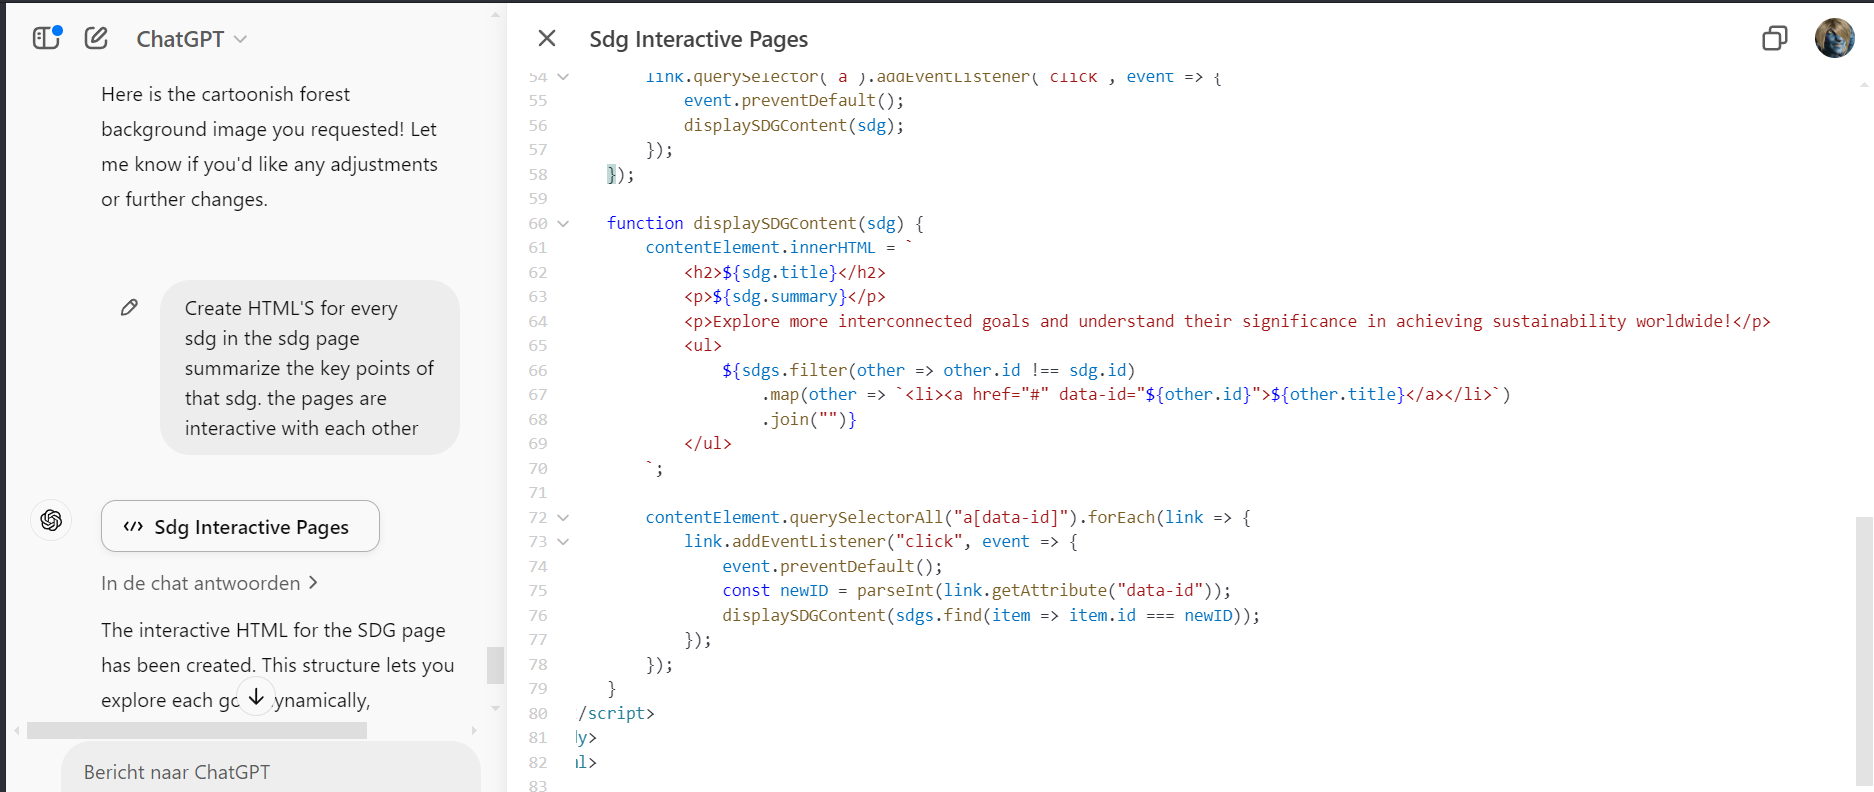 ChatGPT
Here is the cartoonish forest
background image you requested! Let
me know if you'd like any adjustments
or further changes.
Create HTML'S for every
sdg in the sdg page
summarize the key points of
that sdg. the pages are
interactive with each other
Sdg Interactive Pages
In de chat antwoorden
The interactive HTML for the SDG page
has been created. This structure lets you
explore each go ynamically,
Bericht naar ChatGPT
Sdg Interactive Pages
54 link.querySelector( a ).addEventListener( click , event => {
55 event.preventDefault();
56 displaySDGContent(sdg);
57 });
58 });
59
60 function displaySDGContent(sdg) {
61 contentElement.innerHTML = `
62 <h2>${sdg.title}</h2>
63 <p>${sdg.summary}</p>
64 <p>Explore more interconnected goals and understand their significance in achieving sustainability worldwide!</p>
65 <ul>
66 ${sdgs.filter(other => other.id !== sdg.id)
67 .map(other => `<li><a href="#" data-id="${other.id}">${other.title}</a></li>`)
68 .join("")}
69 </ul>
70 `;
71
72 contentElement.querySelectorAll("a[data-id]").forEach(link => {
73 link.addEventListener("click", event => {
74 event.preventDefault();
75 const newID = parseInt(link.getAttribute("data-id"));
76 displaySDGContent(sdgs.find(item => item.id === newID));
77 });
78 });
79 }
80 /script>
81 dy>
82 ml>
83